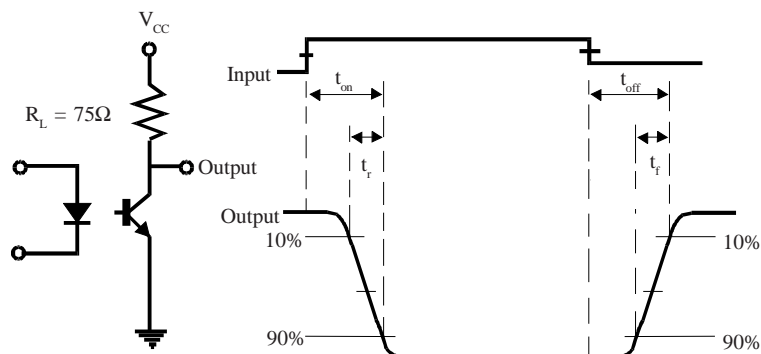 V_CC
R_L = 75Ω
Output
Input
t_on
t_off
t_r
t_f
Output
10%
10%
90%
90%